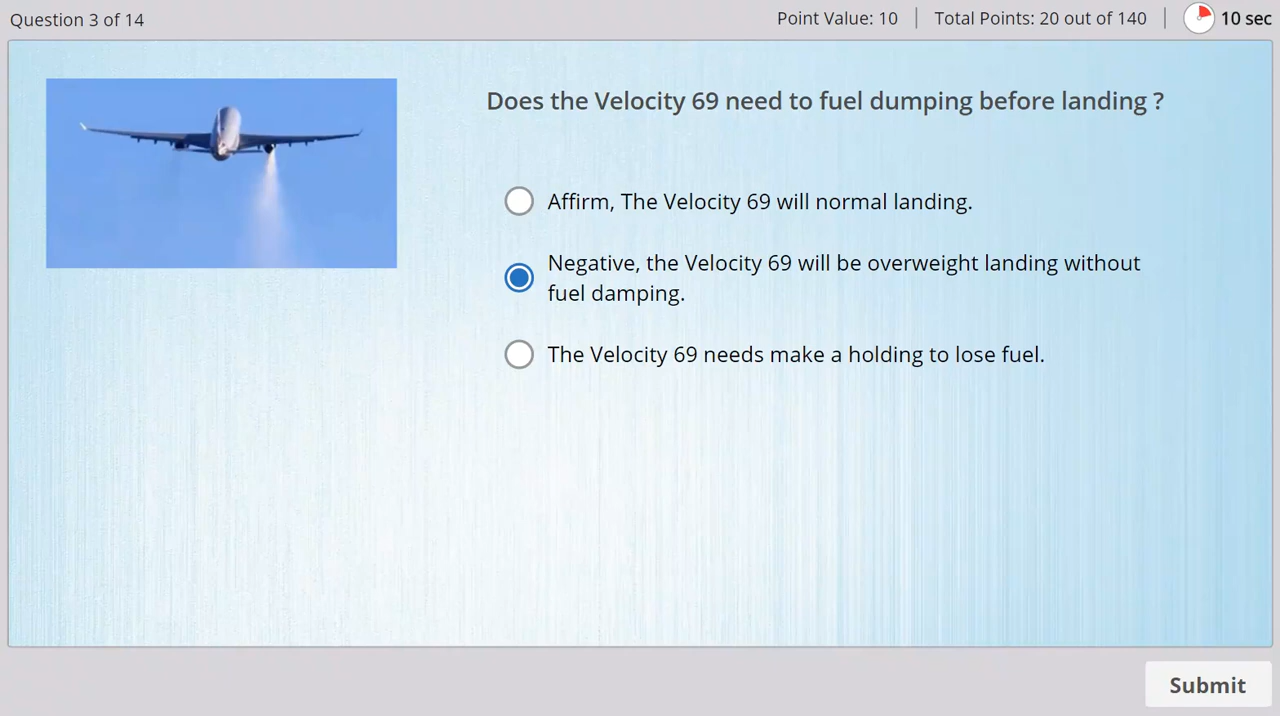 Question 3 of 14
Point Value: 10 | Total Points: 20 out of 140 | 10 sec
Does the Velocity 69 need to fuel dumping before landing ?
Affirm, The Velocity 69 will normal landing.
Negative, the Velocity 69 will be overweight landing without
fuel damping.
The Velocity 69 needs make a holding to lose fuel.
Submit